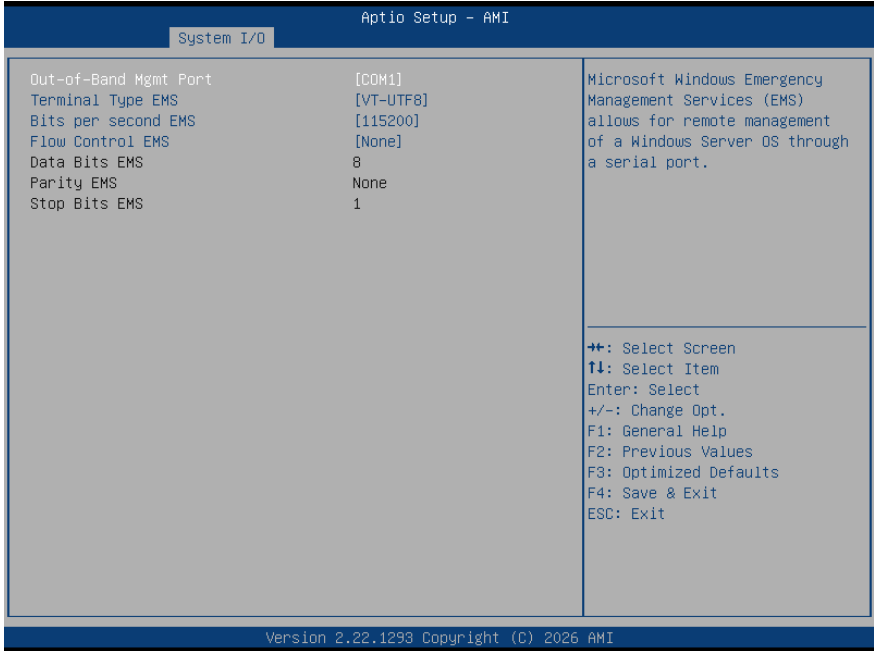 Aptio Setup – AMI
System I/O
Out-of-Band Mgmt Port [COM1]
Terminal Type EMS [VT-UTF8]
Bits per second EMS [115200]
Flow Control EMS [None]
Data Bits EMS 8
Parity EMS None
Stop Bits EMS 1
Microsoft Windows Emergency
Management Services (EMS)
allows for remote management
of a Windows Server OS through
a serial port.
→←: Select Screen
↑↓: Select Item
Enter: Select
+/-: Change Opt.
F1: General Help
F2: Previous Values
F3: Optimized Defaults
F4: Save & Exit
ESC: Exit
Version 2.22.1293 Copyright (C) 2026 AMI